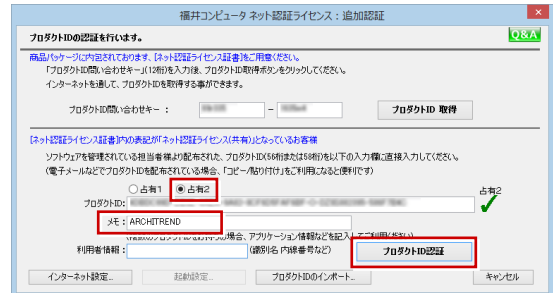 福井コンピュータ ネット認証ライセンス：追加認証
×
プロダクトIDの認証を行います。
Q&A
商品パッケージに内包されております、[ネット認証ライセンス証書]をご用意ください。
「プロダクトID問い合わせキー」(12桁)を入力後、プロダクトID取得ボタンをクリックしてください。
インターネットを通して、プロダクトIDを取得する事ができます。
プロダクトID問い合わせキー ： － プロダクトID 取得
[ネット認証ライセンス証書]内の表記が「ネット認証ライセンス(共有)」となっているお客様
ソフトウェアを管理されている担当者様より配布された、プロダクトID(56桁または58桁)を以下の入力欄に直接入力してください。
(電子メールなどでプロダクトIDを配布されている場合、「コピー/貼り付け」をご利用になると便利です)
占有1 占有2
占有2
プロダクトID：
メモ： ARCHITREND
場合、アプリケーション情報などを記入
利用者情報： (識別名 内線番号など) プロダクトID認証
インターネット設定... 起動設定... プロダクトIDのインポート... キャンセル